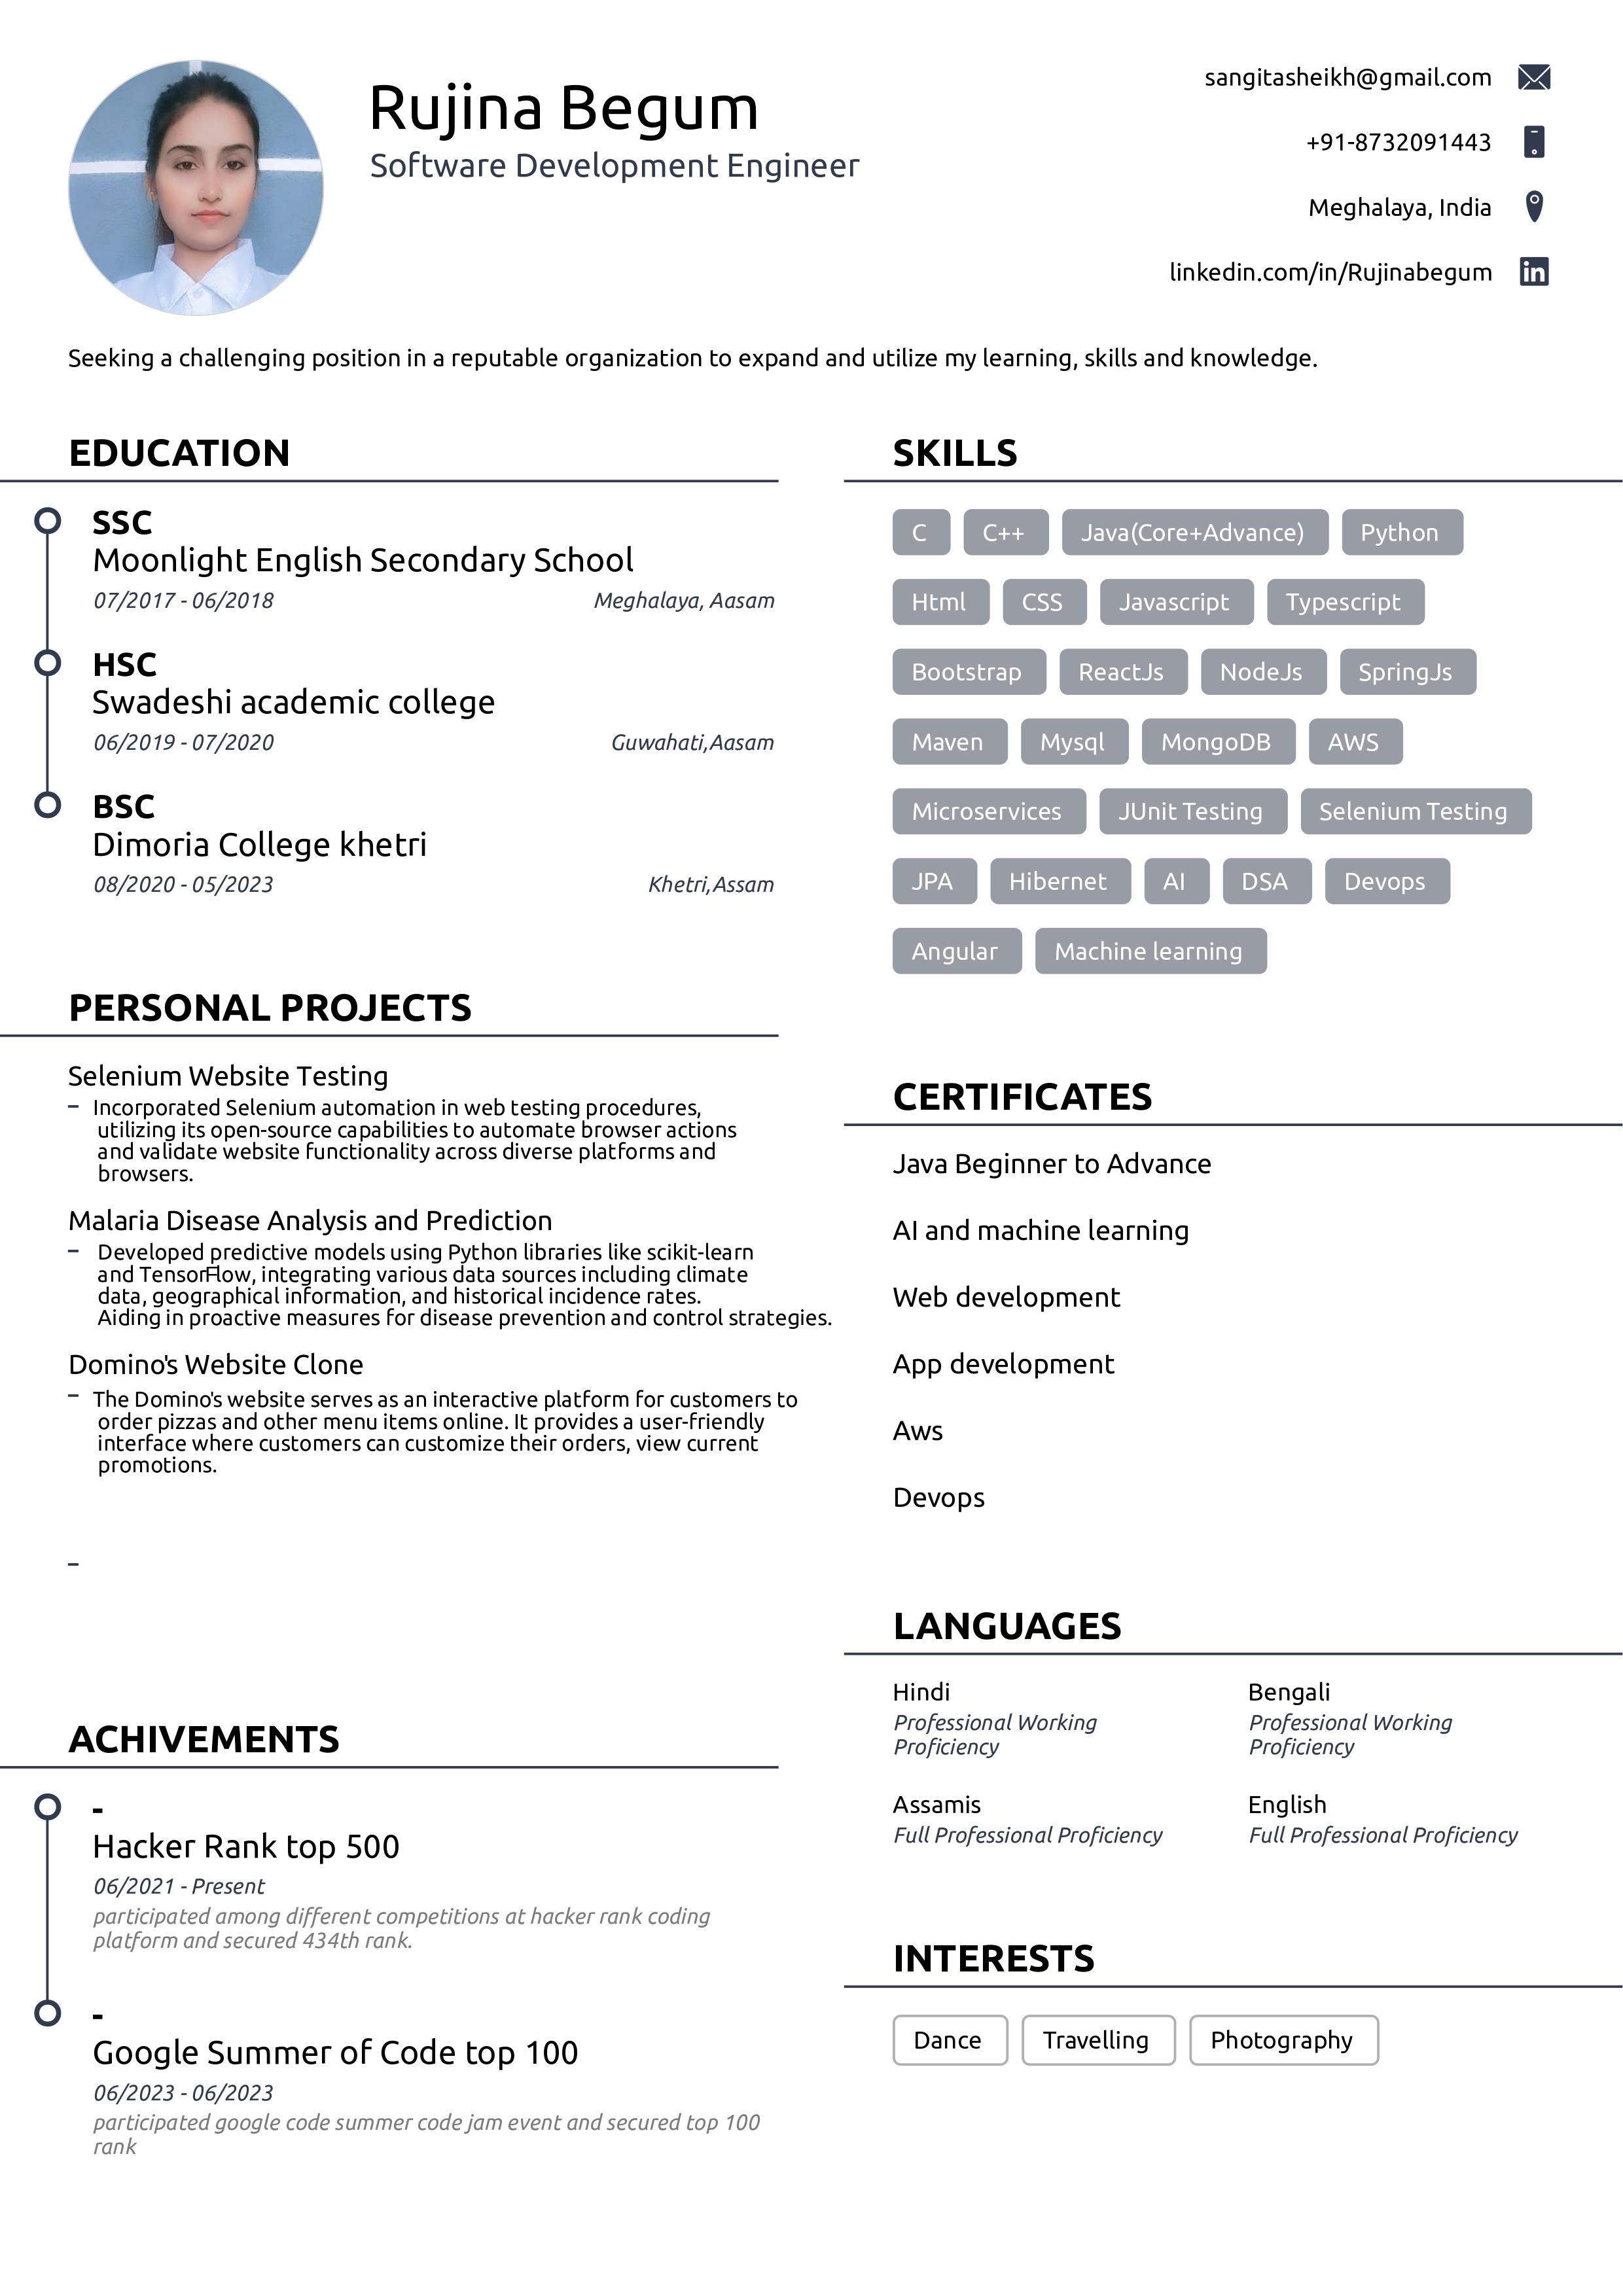 Rujina Begum
Software Development Engineer
sangitasheikh@gmail.com
+91-8732091443
Meghalaya, India
linkedin.com/in/Rujinabegum
Seeking a challenging position in a reputable organization to expand and utilize my learning, skills and knowledge.
EDUCATION
SSC
Moonlight English Secondary School
07/2017 - 06/2018 Meghalaya, Aasam
HSC
Swadeshi academic college
06/2019 - 07/2020 Guwahati,Aasam
BSC
Dimoria College khetri
08/2020 - 05/2023 Khetri,Assam
PERSONAL PROJECTS
Selenium Website Testing
– Incorporated Selenium automation in web testing procedures,
utilizing its open-source capabilities to automate browser actions
and validate website functionality across diverse platforms and
browsers.
Malaria Disease Analysis and Prediction
– Developed predictive models using Python libraries like scikit-learn
and TensorFlow, integrating various data sources including climate
data, geographical information, and historical incidence rates.
Aiding in proactive measures for disease prevention and control strategies.
Domino's Website Clone
– The Domino's website serves as an interactive platform for customers to
order pizzas and other menu items online. It provides a user-friendly
interface where customers can customize their orders, view current
promotions.
–
ACHIVEMENTS
-
Hacker Rank top 500
06/2021 - Present
participated among different competitions at hacker rank coding
platform and secured 434th rank.
-
Google Summer of Code top 100
06/2023 - 06/2023
participated google code summer code jam event and secured top 100
rank
SKILLS
C C++ Java(Core+Advance) Python
Html CSS Javascript Typescript
Bootstrap ReactJs NodeJs SpringJs
Maven Mysql MongoDB AWS
Microservices JUnit Testing Selenium Testing
JPA Hibernet AI DSA Devops
Angular Machine learning
CERTIFICATES
Java Beginner to Advance
AI and machine learning
Web development
App development
Aws
Devops
LANGUAGES
Hindi
Professional Working
Proficiency
Bengali
Professional Working
Proficiency
Assamis
Full Professional Proficiency
English
Full Professional Proficiency
INTERESTS
Dance Travelling Photography